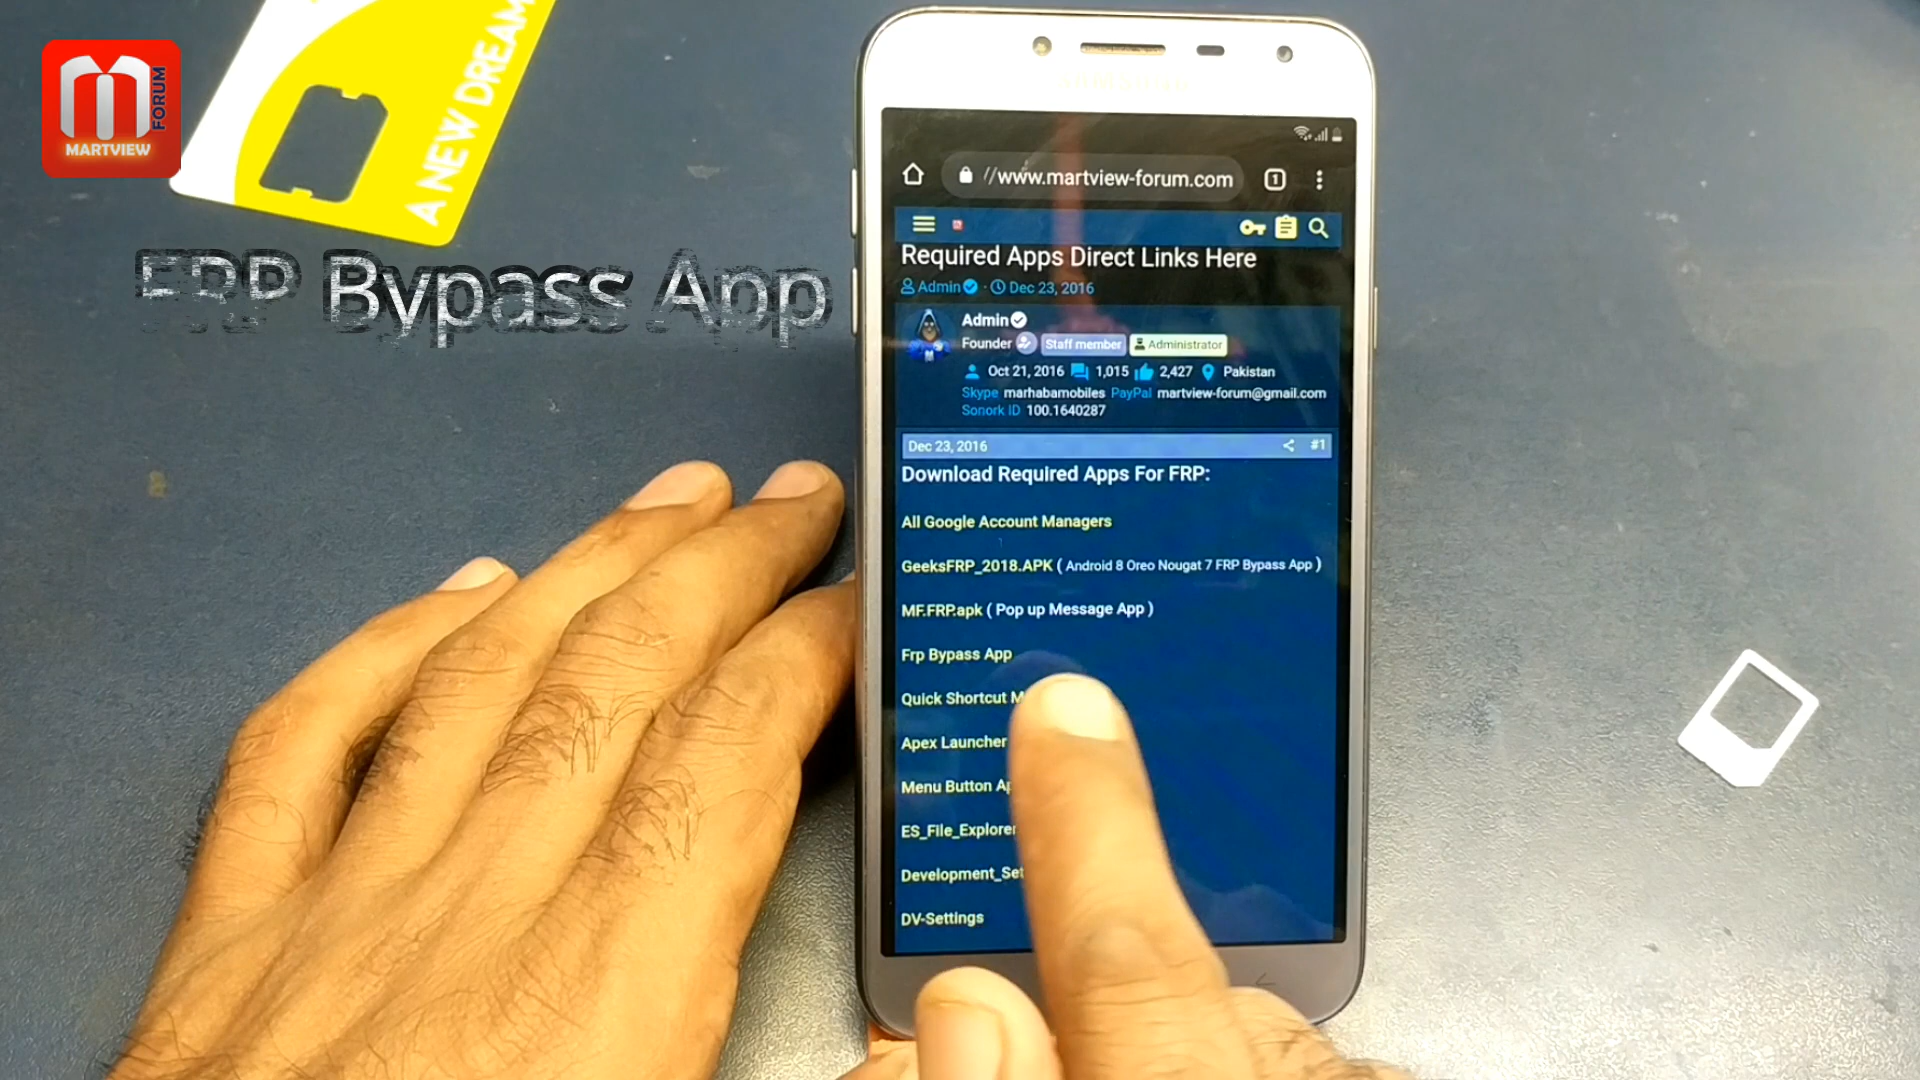 FORUM
MARTVIEW
A NEW DREAM
FRP Bypass App
SAMSUNG
//www.martview-forum.com
1
Required Apps Direct Links Here
Admin · Dec 23, 2016
Admin
Founder Staff member Administrator
Oct 21, 2016 1,015 2,427 Pakistan
Skype marhabamobiles PayPal martview-forum@gmail.com
Sonork ID 100.1640287
Dec 23, 2016 #1
Download Required Apps For FRP:
All Google Account Managers
GeeksFRP_2018.APK ( Android 8 Oreo Nougat 7 FRP Bypass App )
MF.FRP.apk ( Pop up Message App )
Frp Bypass App
Quick Shortcut
Apex Launcher
Menu Button
ES_File_Explorer
DV-Settings